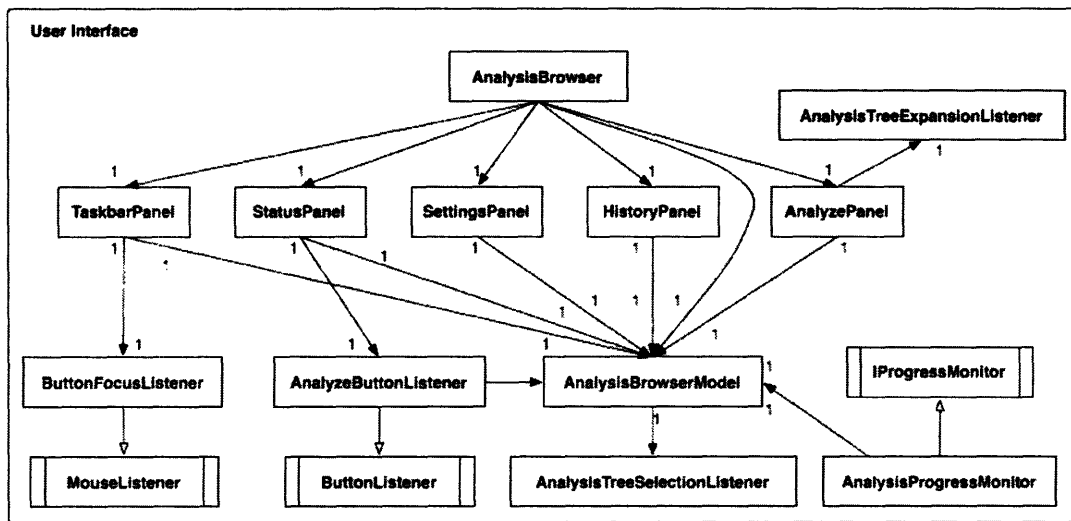 User Interface
AnalysisBrowser
AnalysisTreeExpansionListener
1
1 1 1 1 1
TaskbarPanel StatusPanel SettingsPanel HistoryPanel AnalyzePanel
1 1 1 1 1
1 1
1 1 1
1
1 1 1 1 1
ButtonFocusListener AnalyzeButtonListener AnalysisBrowserModel IProgressMonitor
1 1
MouseListener ButtonListener AnalysisTreeSelectionListener AnalysisProgressMonitor